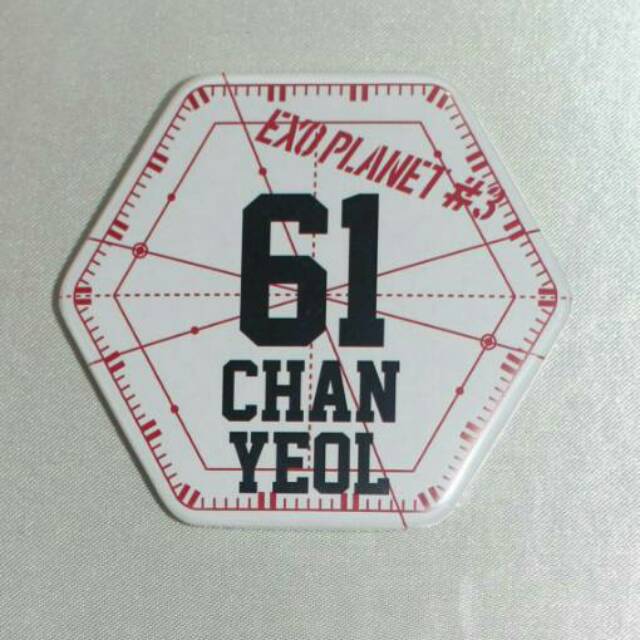 EXO PLANET #3
61
CHAN
YEOL